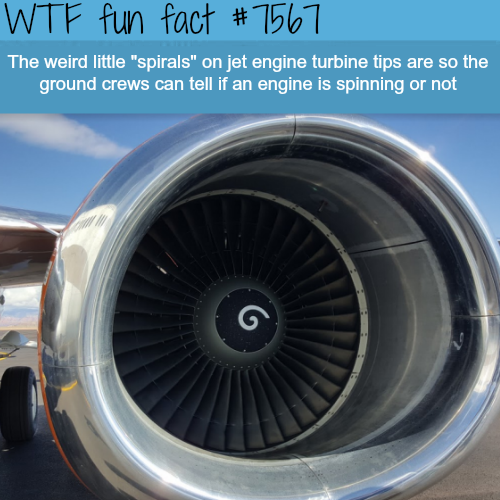 WTF fun fact #7567
The weird little "spirals" on jet engine turbine tips are so the
ground crews can tell if an engine is spinning or not